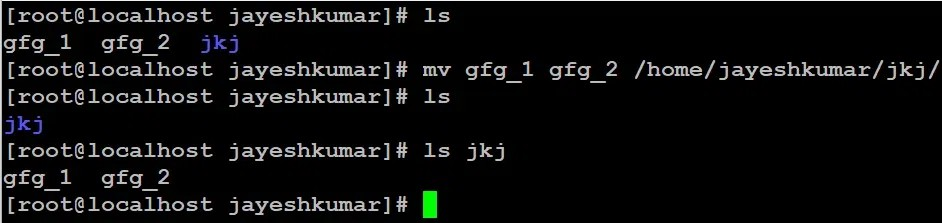 [root@localhost jayeshkumar]# ls
gfg_1  gfg_2  jkj
[root@localhost jayeshkumar]# mv gfg_1 gfg_2 /home/jayeshkumar/jkj/
[root@localhost jayeshkumar]# ls
jkj
[root@localhost jayeshkumar]# ls jkj
gfg_1  gfg_2
[root@localhost jayeshkumar]#